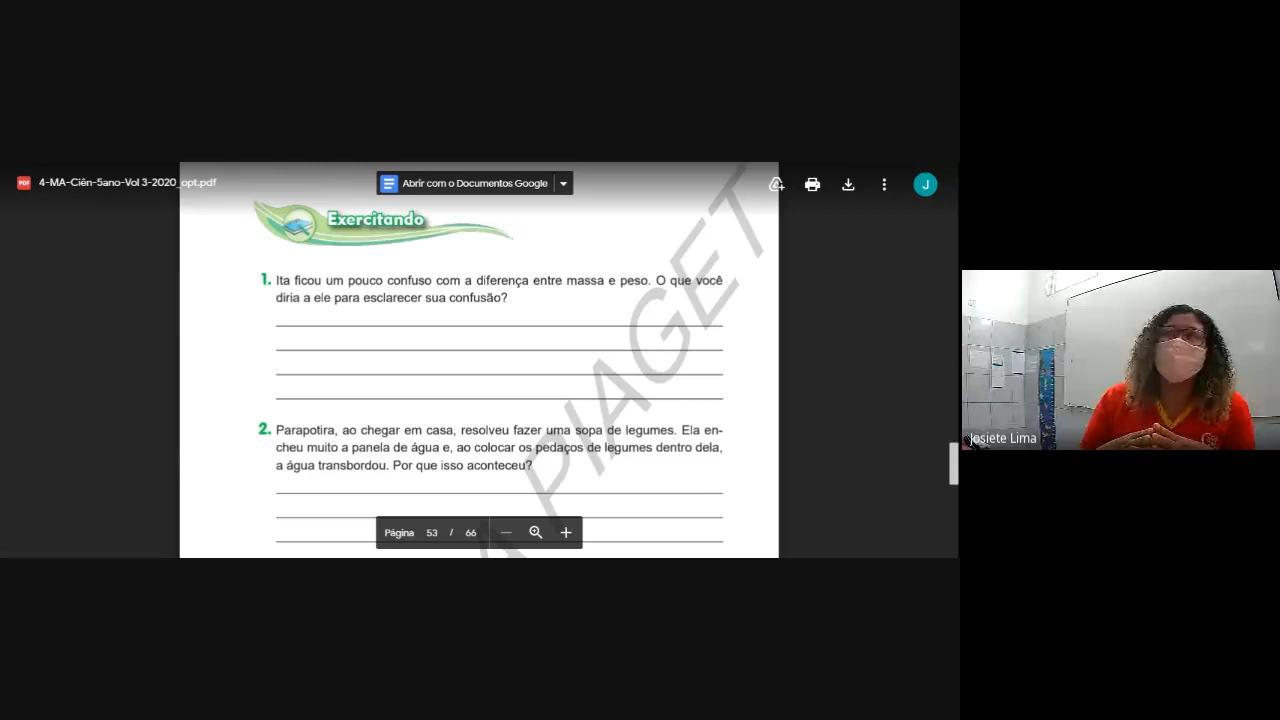 4-MA-Ciên-5ano-Vol 3-2020_opt.pdf
Abrir com o Documentos Google
J
Exercitando
1. Ita ficou um pouco confuso com a diferença entre massa e peso. O que você
diria a ele para esclarecer sua confusão?
2. Parapotira, ao chegar em casa, resolveu fazer uma sopa de legumes. Ela en-
cheu muito a panela de água e, ao colocar os pedaços de legumes dentro dela,
a água transbordou. Por que isso aconteceu?
Página 53 / 66
PIAGET
Josiete Lima